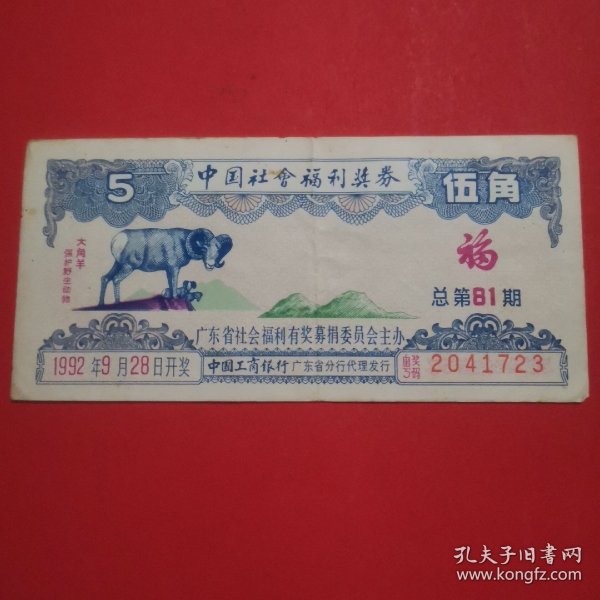 5
中国社會福利奖券
伍角
大角羊
保护野生动物
福
总第81期
广东省社会福利有奖募捐委员会主办
1992年9月28日开奖
中国工商银行广东省分行代理发行
奖码
2041723
孔夫子旧书网
www.kongfz.com